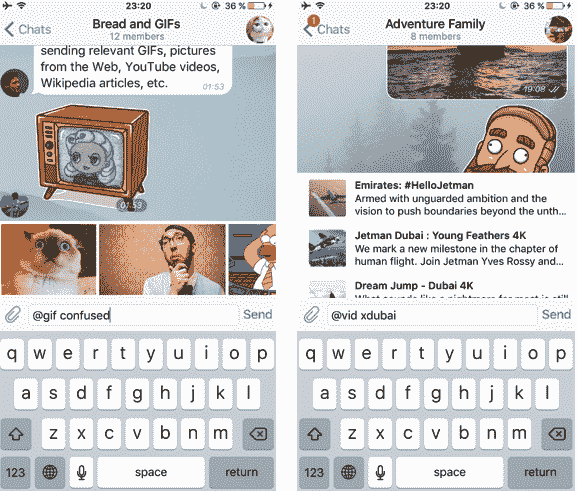 23:20
36 %
Chats
Bread and GIFs
12 members
sending relevant GIFs, pictures
from the Web, YouTube videos,
Wikipedia articles, etc.
01:53
01:53
@gif confused
Send
q w e r t y u i o p
a s d f g h j k l
z x c v b n m
123
space
return
23:20
36 %
1
Chats
Adventure Family
8 members
19:08
Emirates: #HelloJetman
Armed with unguarded ambition and the
vision to push boundaries beyond the unth...
Jetman Dubai : Young Feathers 4K
We mark a new milestone in the chapter of
human flight. Join Jetman Yves Rossy and...
Dream Jump - Dubai 4K
@vid xdubai
Send
q w e r t y u i o p
a s d f g h j k l
z x c v b n m
123
space
return